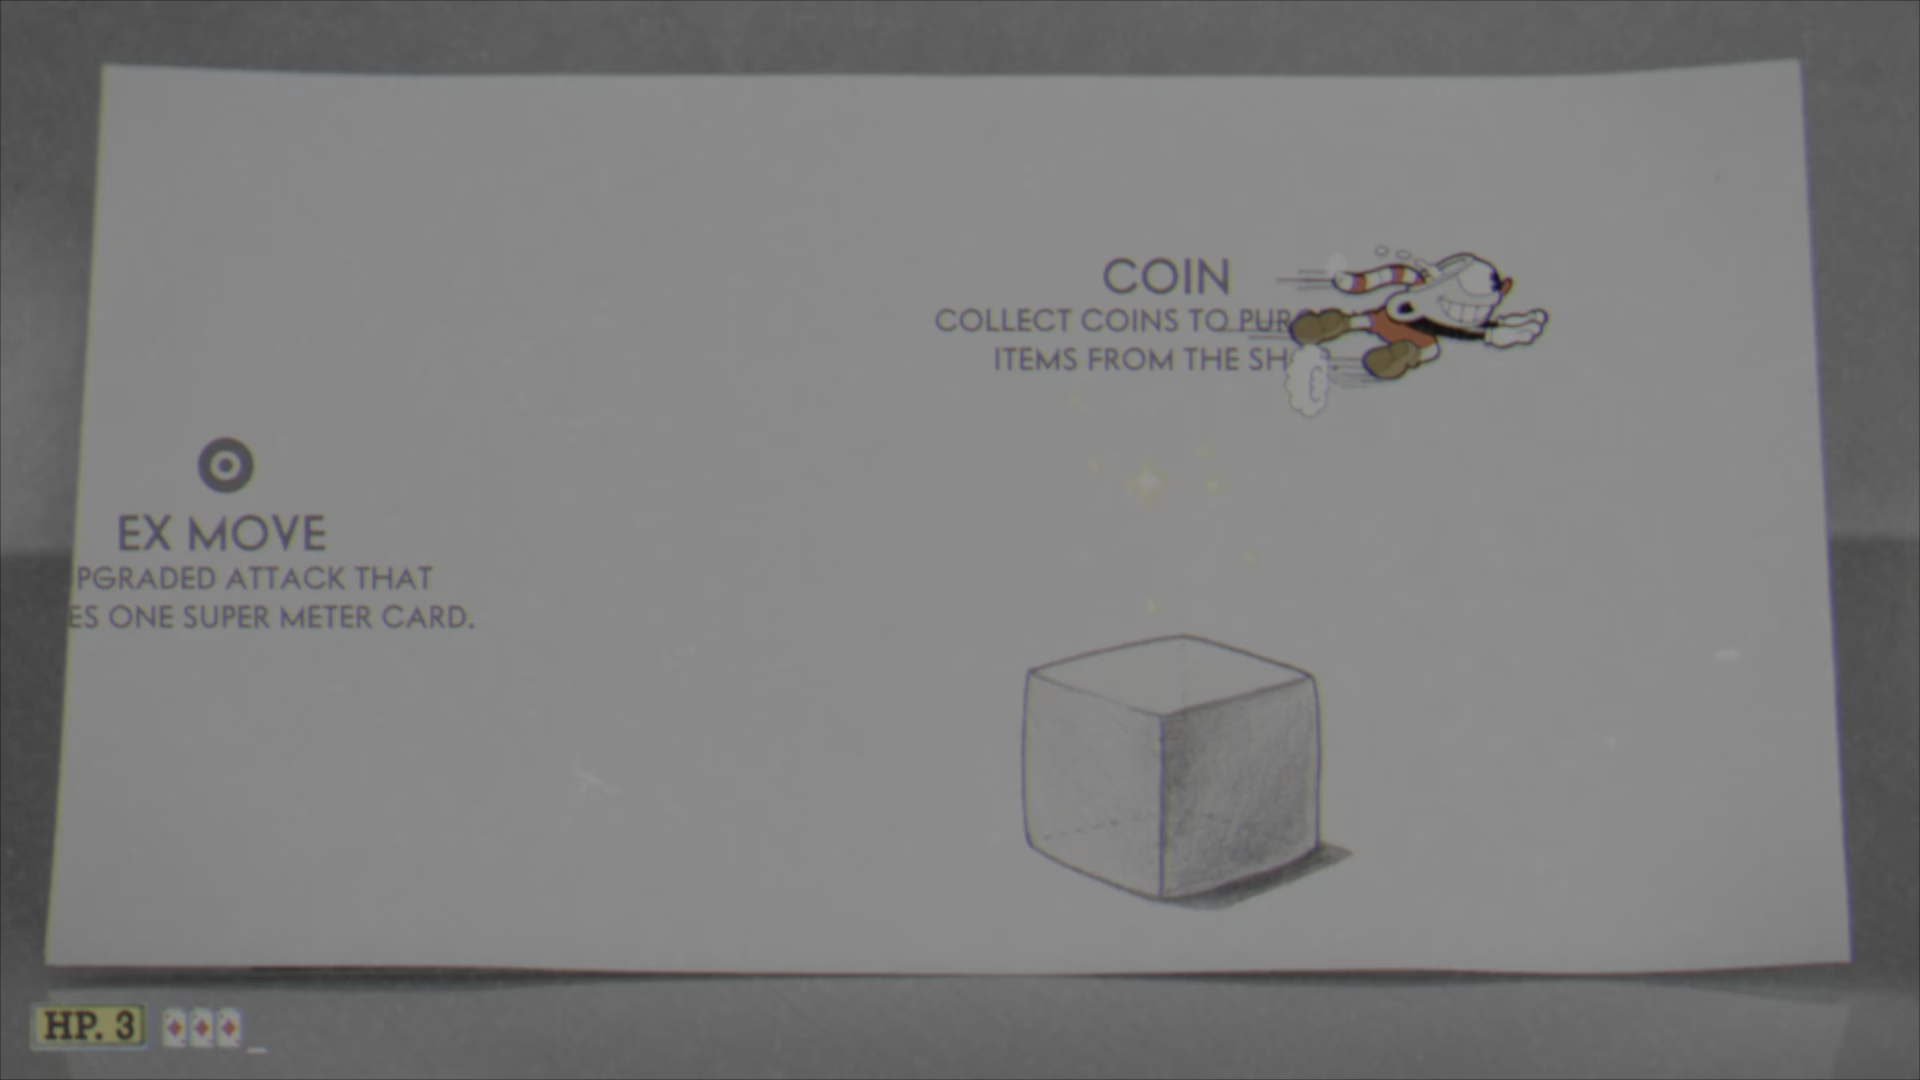 COIN
COLLECT COINS TO PUR
ITEMS FROM THE SH
EX MOVE
PGRADED ATTACK THAT
ES ONE SUPER METER CARD.
HP. 3